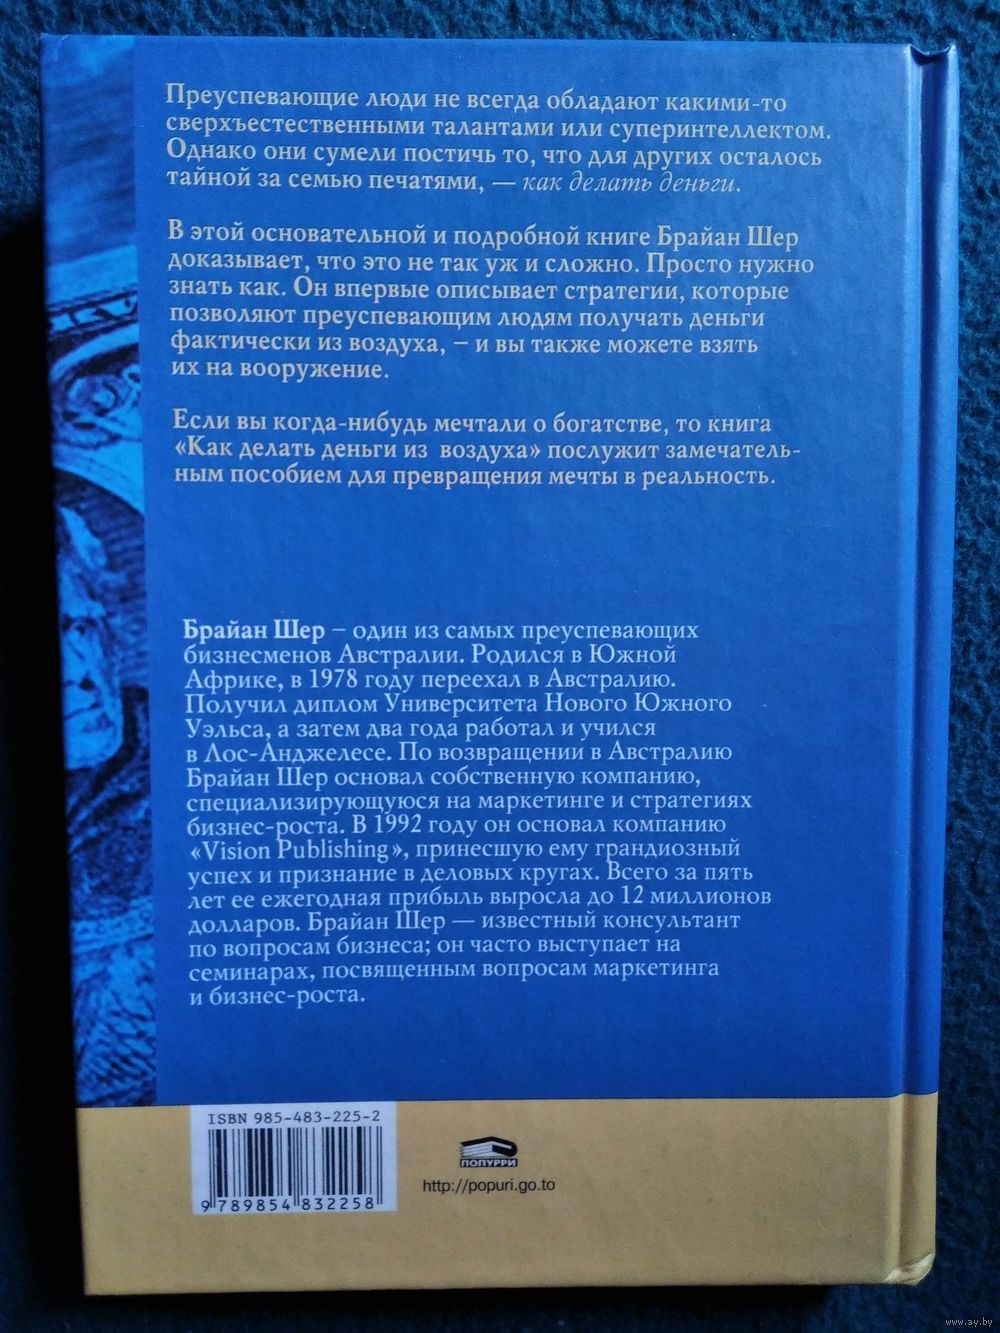 Преуспевающие люди не всегда обладают какими-то
сверхъестественными талантами или суперинтеллектом.
Однако они сумели постичь то, что для других осталось
тайной за семью печатями, — как делать деньги.
В этой основательной и подробной книге Брайан Шер
доказывает, что это не так уж и сложно. Просто нужно
знать как. Он впервые описывает стратегии, которые
позволяют преуспевающим людям получать деньги
фактически из воздуха, – и вы также можете взять
их на вооружение.
Если вы когда-нибудь мечтали о богатстве, то книга
«Как делать деньги из воздуха» послужит замечатель-
ным пособием для превращения мечты в реальность.
Брайан Шер – один из самых преуспевающих
бизнесменов Австралии. Родился в Южной
Африке, в 1978 году переехал в Австралию.
Получил диплом Университета Нового Южного
Уэльса, а затем два года работал и учился
в Лос-Анджелесе. По возвращении в Австралию
Брайан Шер основал собственную компанию,
специализирующуюся на маркетинге и стратегиях
бизнес-роста. В 1992 году он основал компанию
«Vision Publishing», принесшую ему грандиозный
успех и признание в деловых кругах. Всего за пять
лет ее ежегодная прибыль выросла до 12 миллионов
долларов. Брайан Шер — известный консультант
по вопросам бизнеса; он часто выступает на
семинарах, посвященным вопросам маркетинга
и бизнес-роста.
ISBN 985-483-225-2
9 789854 832258
ПОПУРРИ
http://popuri.go.to
www.ay.by